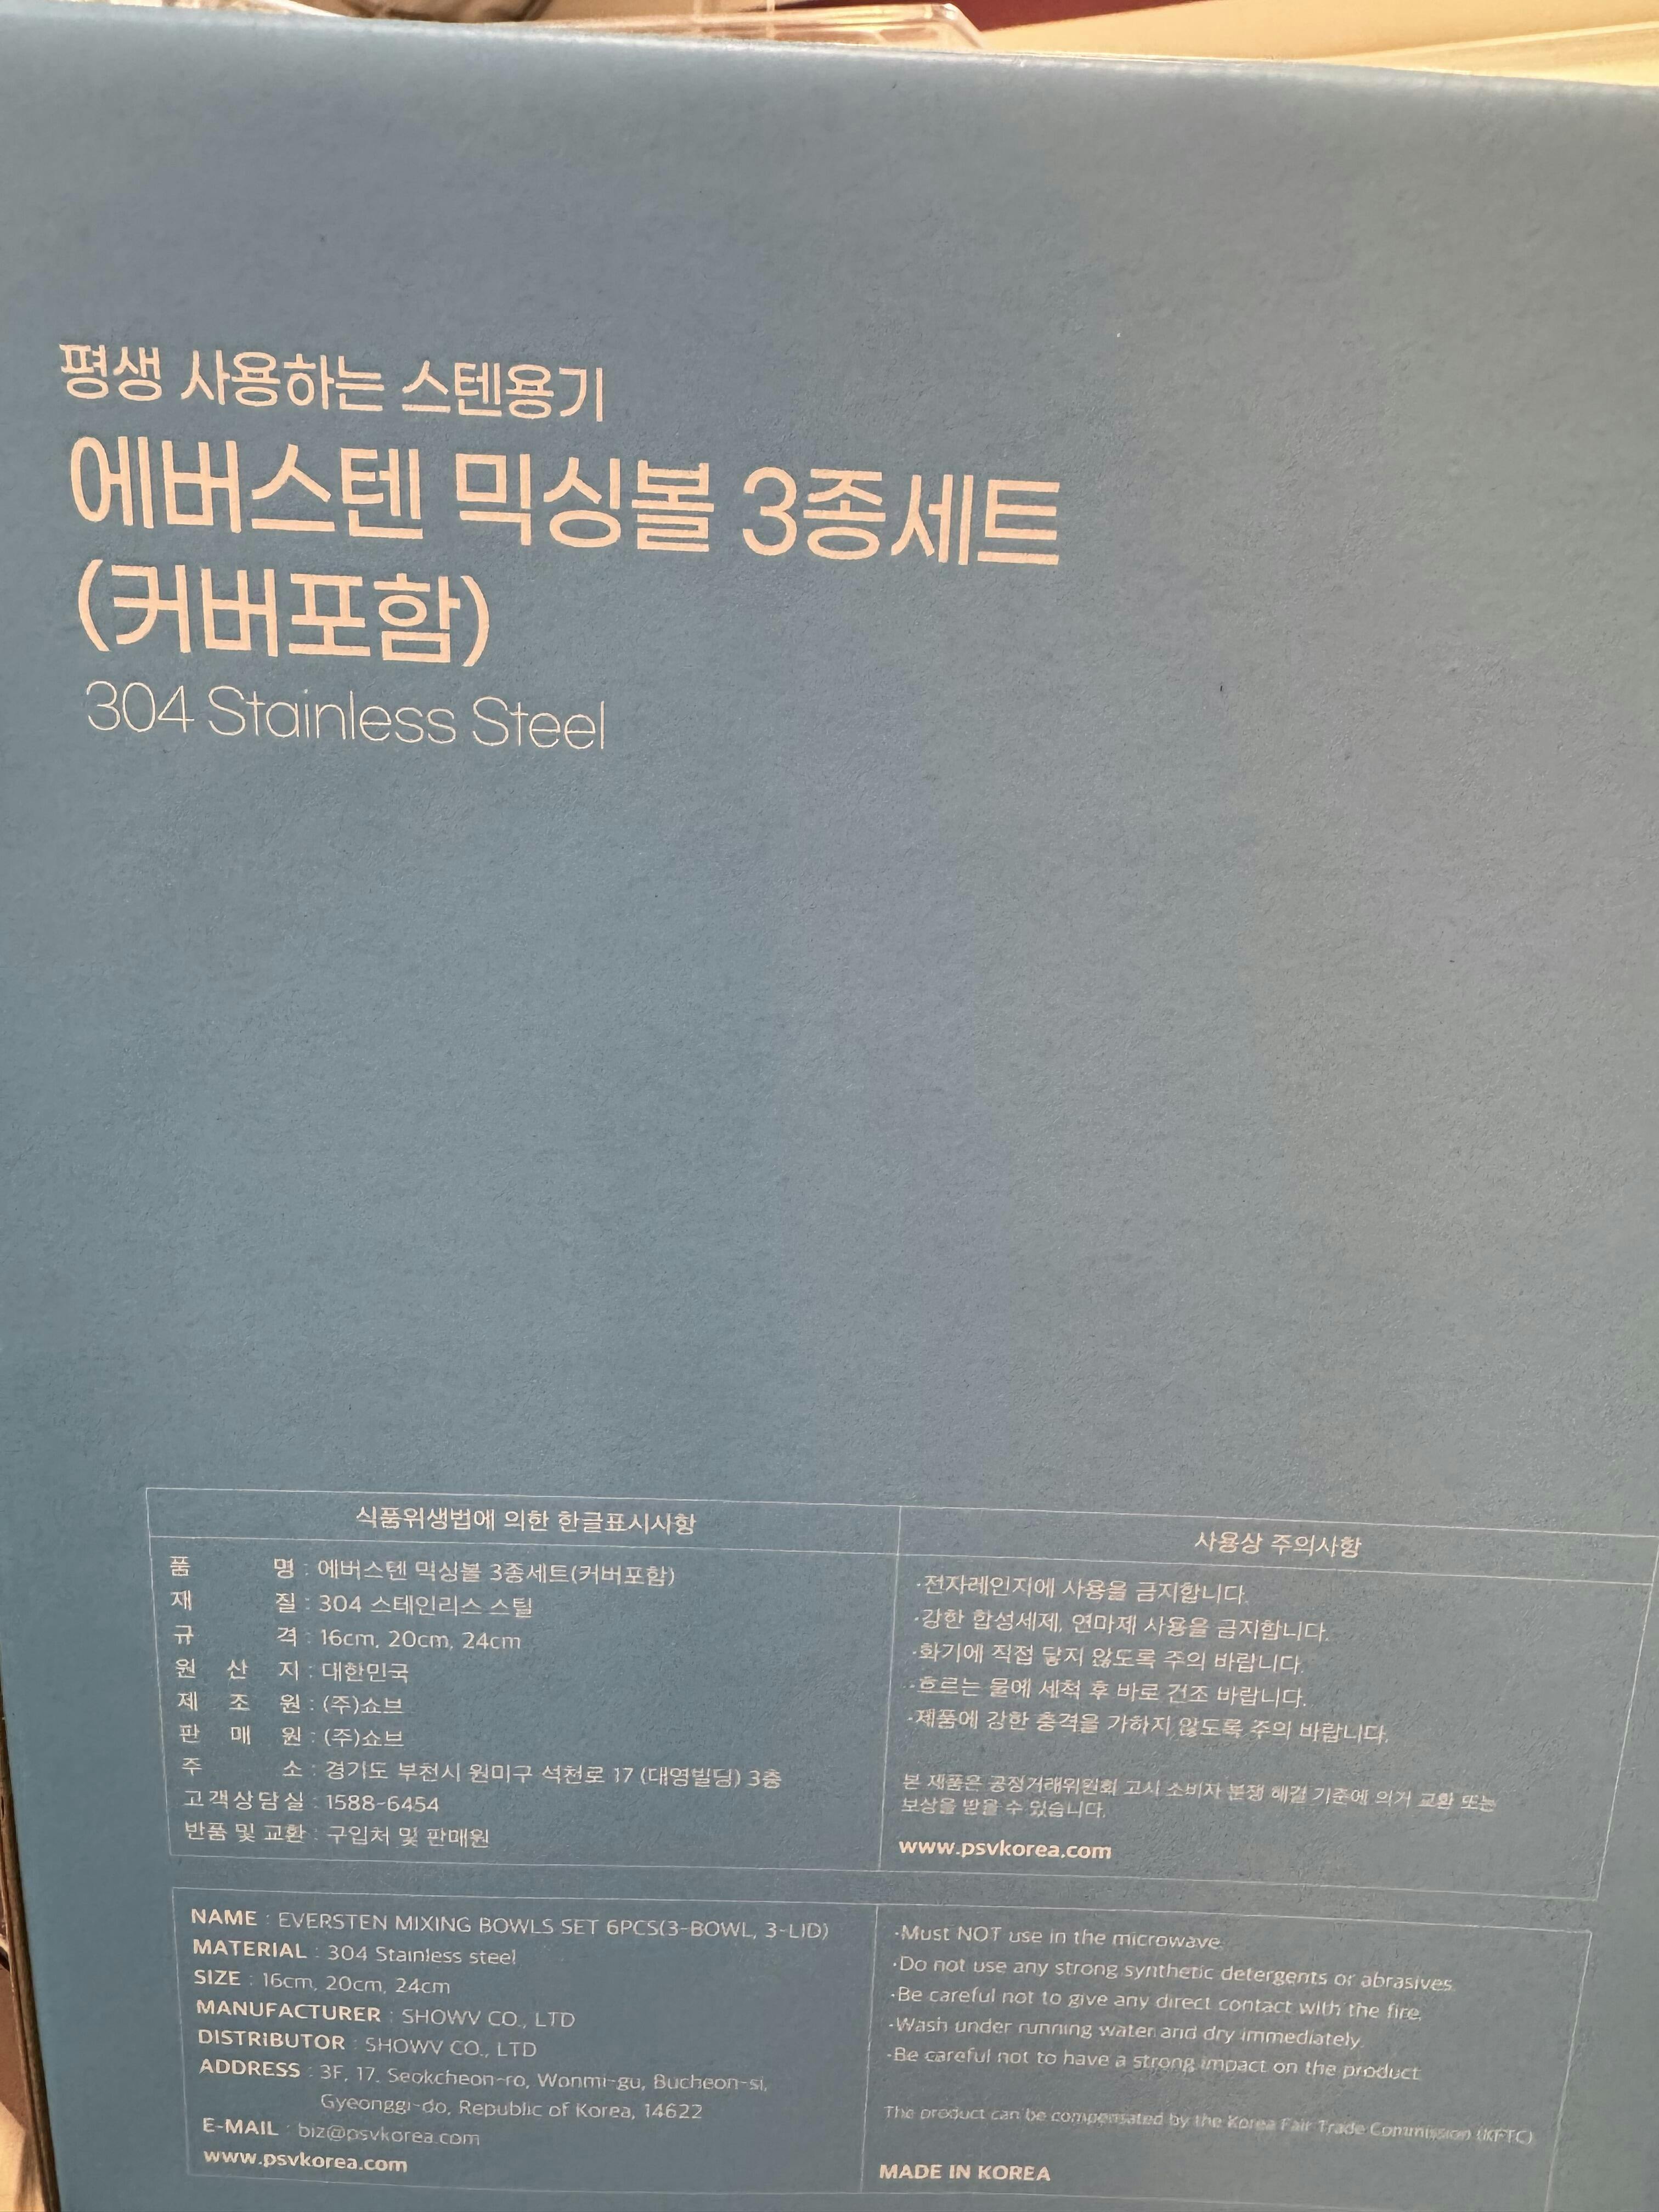 평생 사용하는 스텐용기
에버스텐 믹싱볼 3종세트
(커버포함)
304 Stainless Steel
식품위생법에 의한 한글표시사항
품 명 : 에버스텐 믹싱볼 3종세트(커버포함)
재 질 : 304 스테인리스 스틸
규 격 : 16cm, 20cm, 24cm
원 산 지 : 대한민국
제 조 원 : (주)쇼브
판 매 원 : (주)쇼브
주 소 : 경기도 부천시 원미구 석천로 17 (대영빌딩) 3층
고객상담실 : 1588-6454
반품 및 교환 : 구입처 및 판매원
사용상 주의사항
·전자레인지에 사용을 금지합니다.
·강한 합성세제, 연마제 사용을 금지합니다.
·화기에 직접 닿지 않도록 주의 바랍니다.
·흐르는 물에 세척 후 바로 건조 바랍니다.
·제품에 강한 충격을 가하지 않도록 주의 바랍니다.
본 제품은 공정거래위원회 고시 소비자 분쟁 해결 기준에 의거 교환 또는
보상을 받을 수 있습니다.
www.psvkorea.com
NAME : EVERSTEN MIXING BOWLS SET 6PCS(3-BOWL, 3-LID)
MATERIAL : 304 Stainless steel
SIZE : 16cm, 20cm, 24cm
MANUFACTURER : SHOWV CO., LTD
DISTRIBUTOR : SHOWV CO., LTD
ADDRESS : 3F, 17, Seokcheon-ro, Wonmi-gu, Bucheon-si,
Gyeonggi-do, Republic of Korea, 14622
E-MAIL : biz@psvkorea.com
www.psvkorea.com
·Must NOT use in the microwave.
·Do not use any strong synthetic detergents or abrasives.
·Be careful not to give any direct contact with the fire.
·Wash under running water and dry immediately.
·Be careful not to have a strong impact on the product.
The product can be compensated by the Korea Fair Trade Commission (KFTC)
MADE IN KOREA